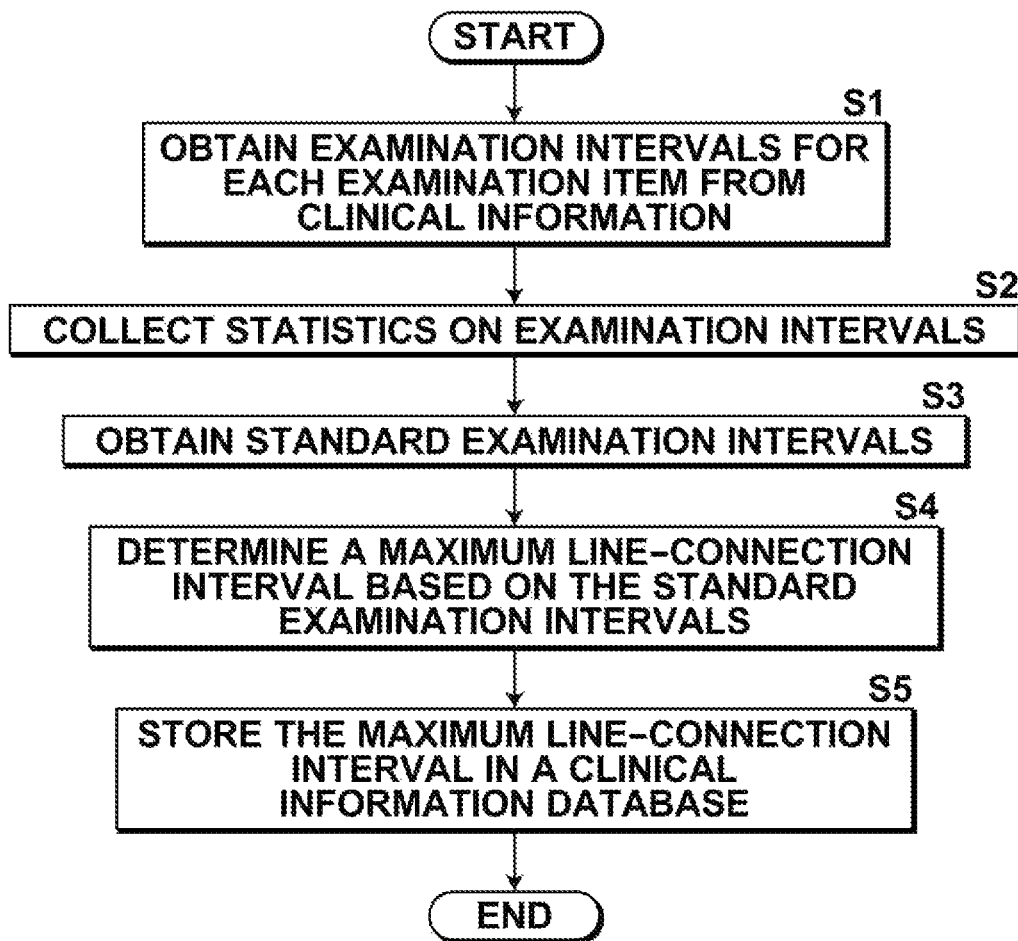 START
S1
OBTAIN EXAMINATION INTERVALS FOR
EACH EXAMINATION ITEM FROM
CLINICAL INFORMATION
S2
COLLECT STATISTICS ON EXAMINATION INTERVALS
S3
OBTAIN STANDARD EXAMINATION INTERVALS
S4
DETERMINE A MAXIMUM LINE-CONNECTION
INTERVAL BASED ON THE STANDARD
EXAMINATION INTERVALS
S5
STORE THE MAXIMUM LINE-CONNECTION
INTERVAL IN A CLINICAL
INFORMATION DATABASE
END